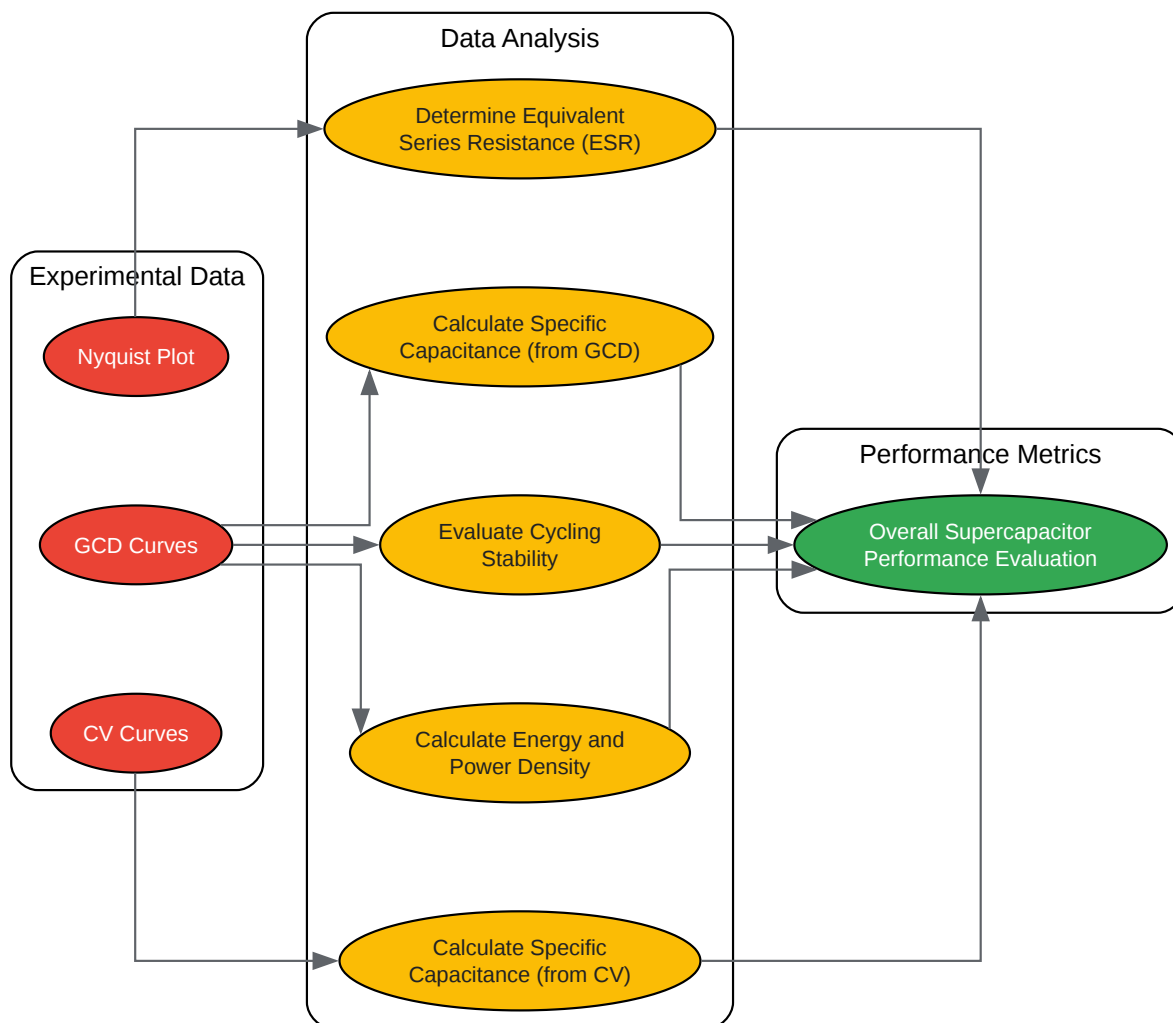 Data Analysis
Determine Equivalent
Series Resistance (ESR)
Experimental Data
Nyquist Plot
Calculate Specific
Capacitance (from GCD)
Performance Metrics
GCD Curves
Evaluate Cycling
Stability
Overall Supercapacitor
Performance Evaluation
CV Curves
Calculate Energy and
Power Density
Calculate Specific
Capacitance (from CV)